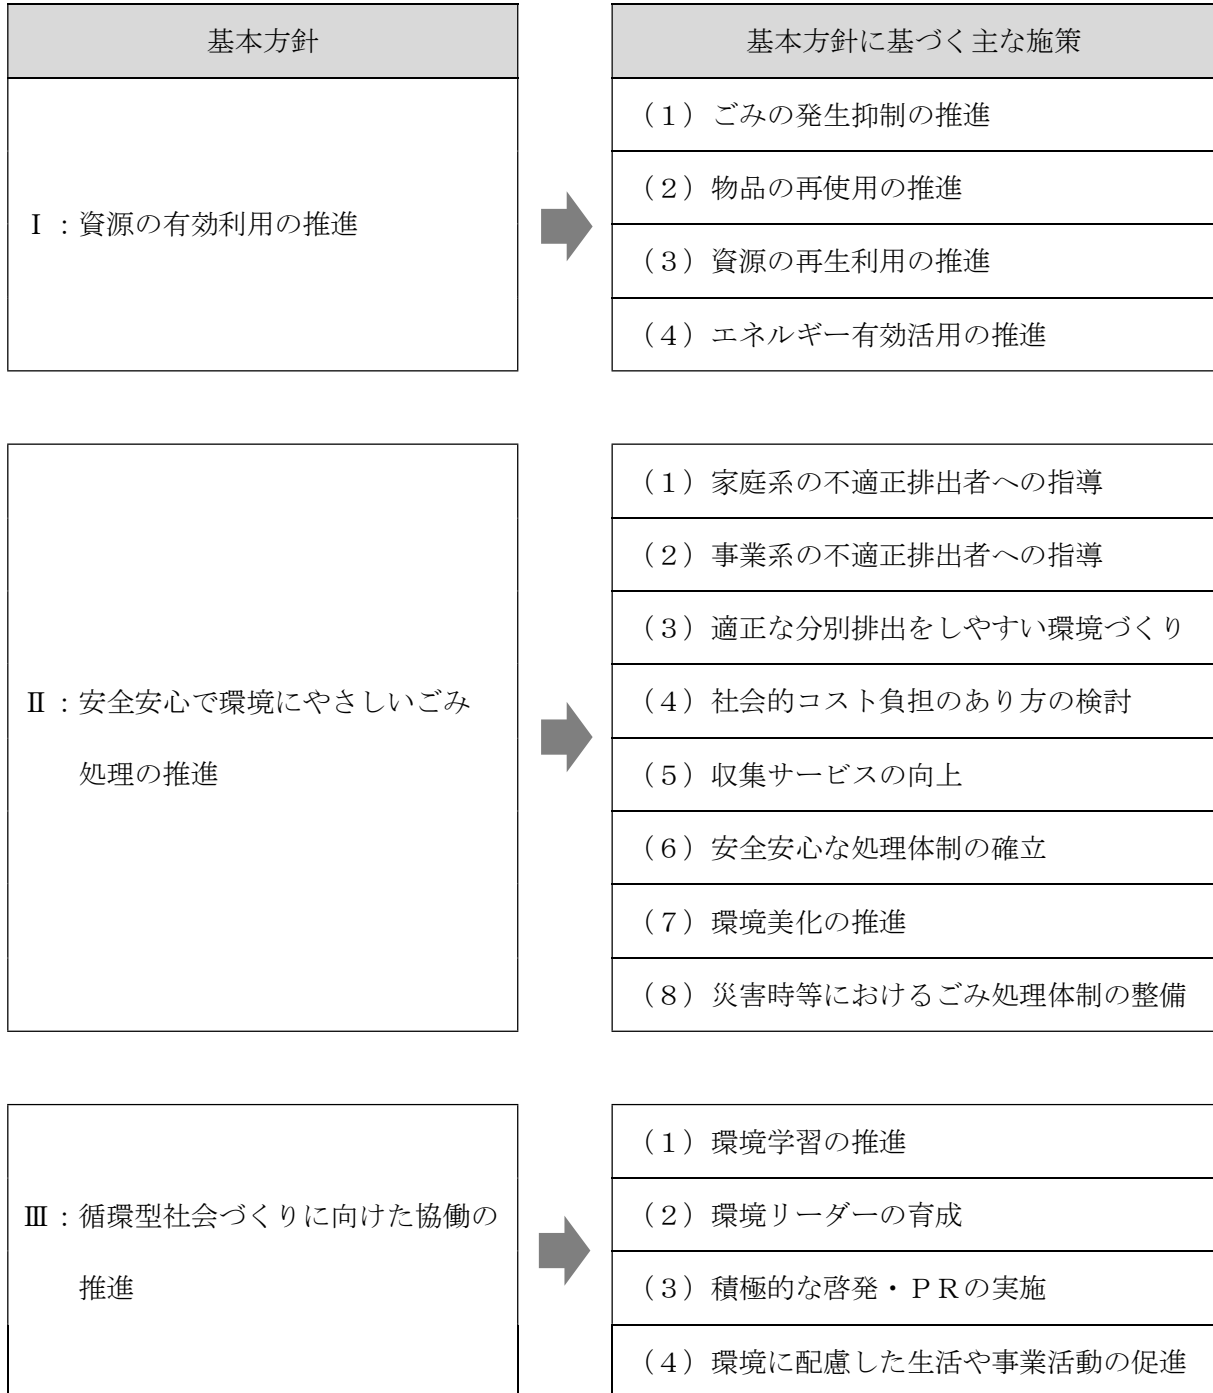 基本方針
基本方針に基づく主な施策
Ⅰ：資源の有効利用の推進
（１）ごみの発生抑制の推進
（２）物品の再使用の推進
（３）資源の再生利用の推進
（４）エネルギー有効活用の推進
Ⅱ：安全安心で環境にやさしいごみ
処理の推進
（１）家庭系の不適正排出者への指導
（２）事業系の不適正排出者への指導
（３）適正な分別排出をしやすい環境づくり
（４）社会的コスト負担のあり方の検討
（５）収集サービスの向上
（６）安全安心な処理体制の確立
（７）環境美化の推進
（８）災害時等におけるごみ処理体制の整備
Ⅲ：循環型社会づくりに向けた協働の
推進
（１）環境学習の推進
（２）環境リーダーの育成
（３）積極的な啓発・ＰＲの実施
（４）環境に配慮した生活や事業活動の促進